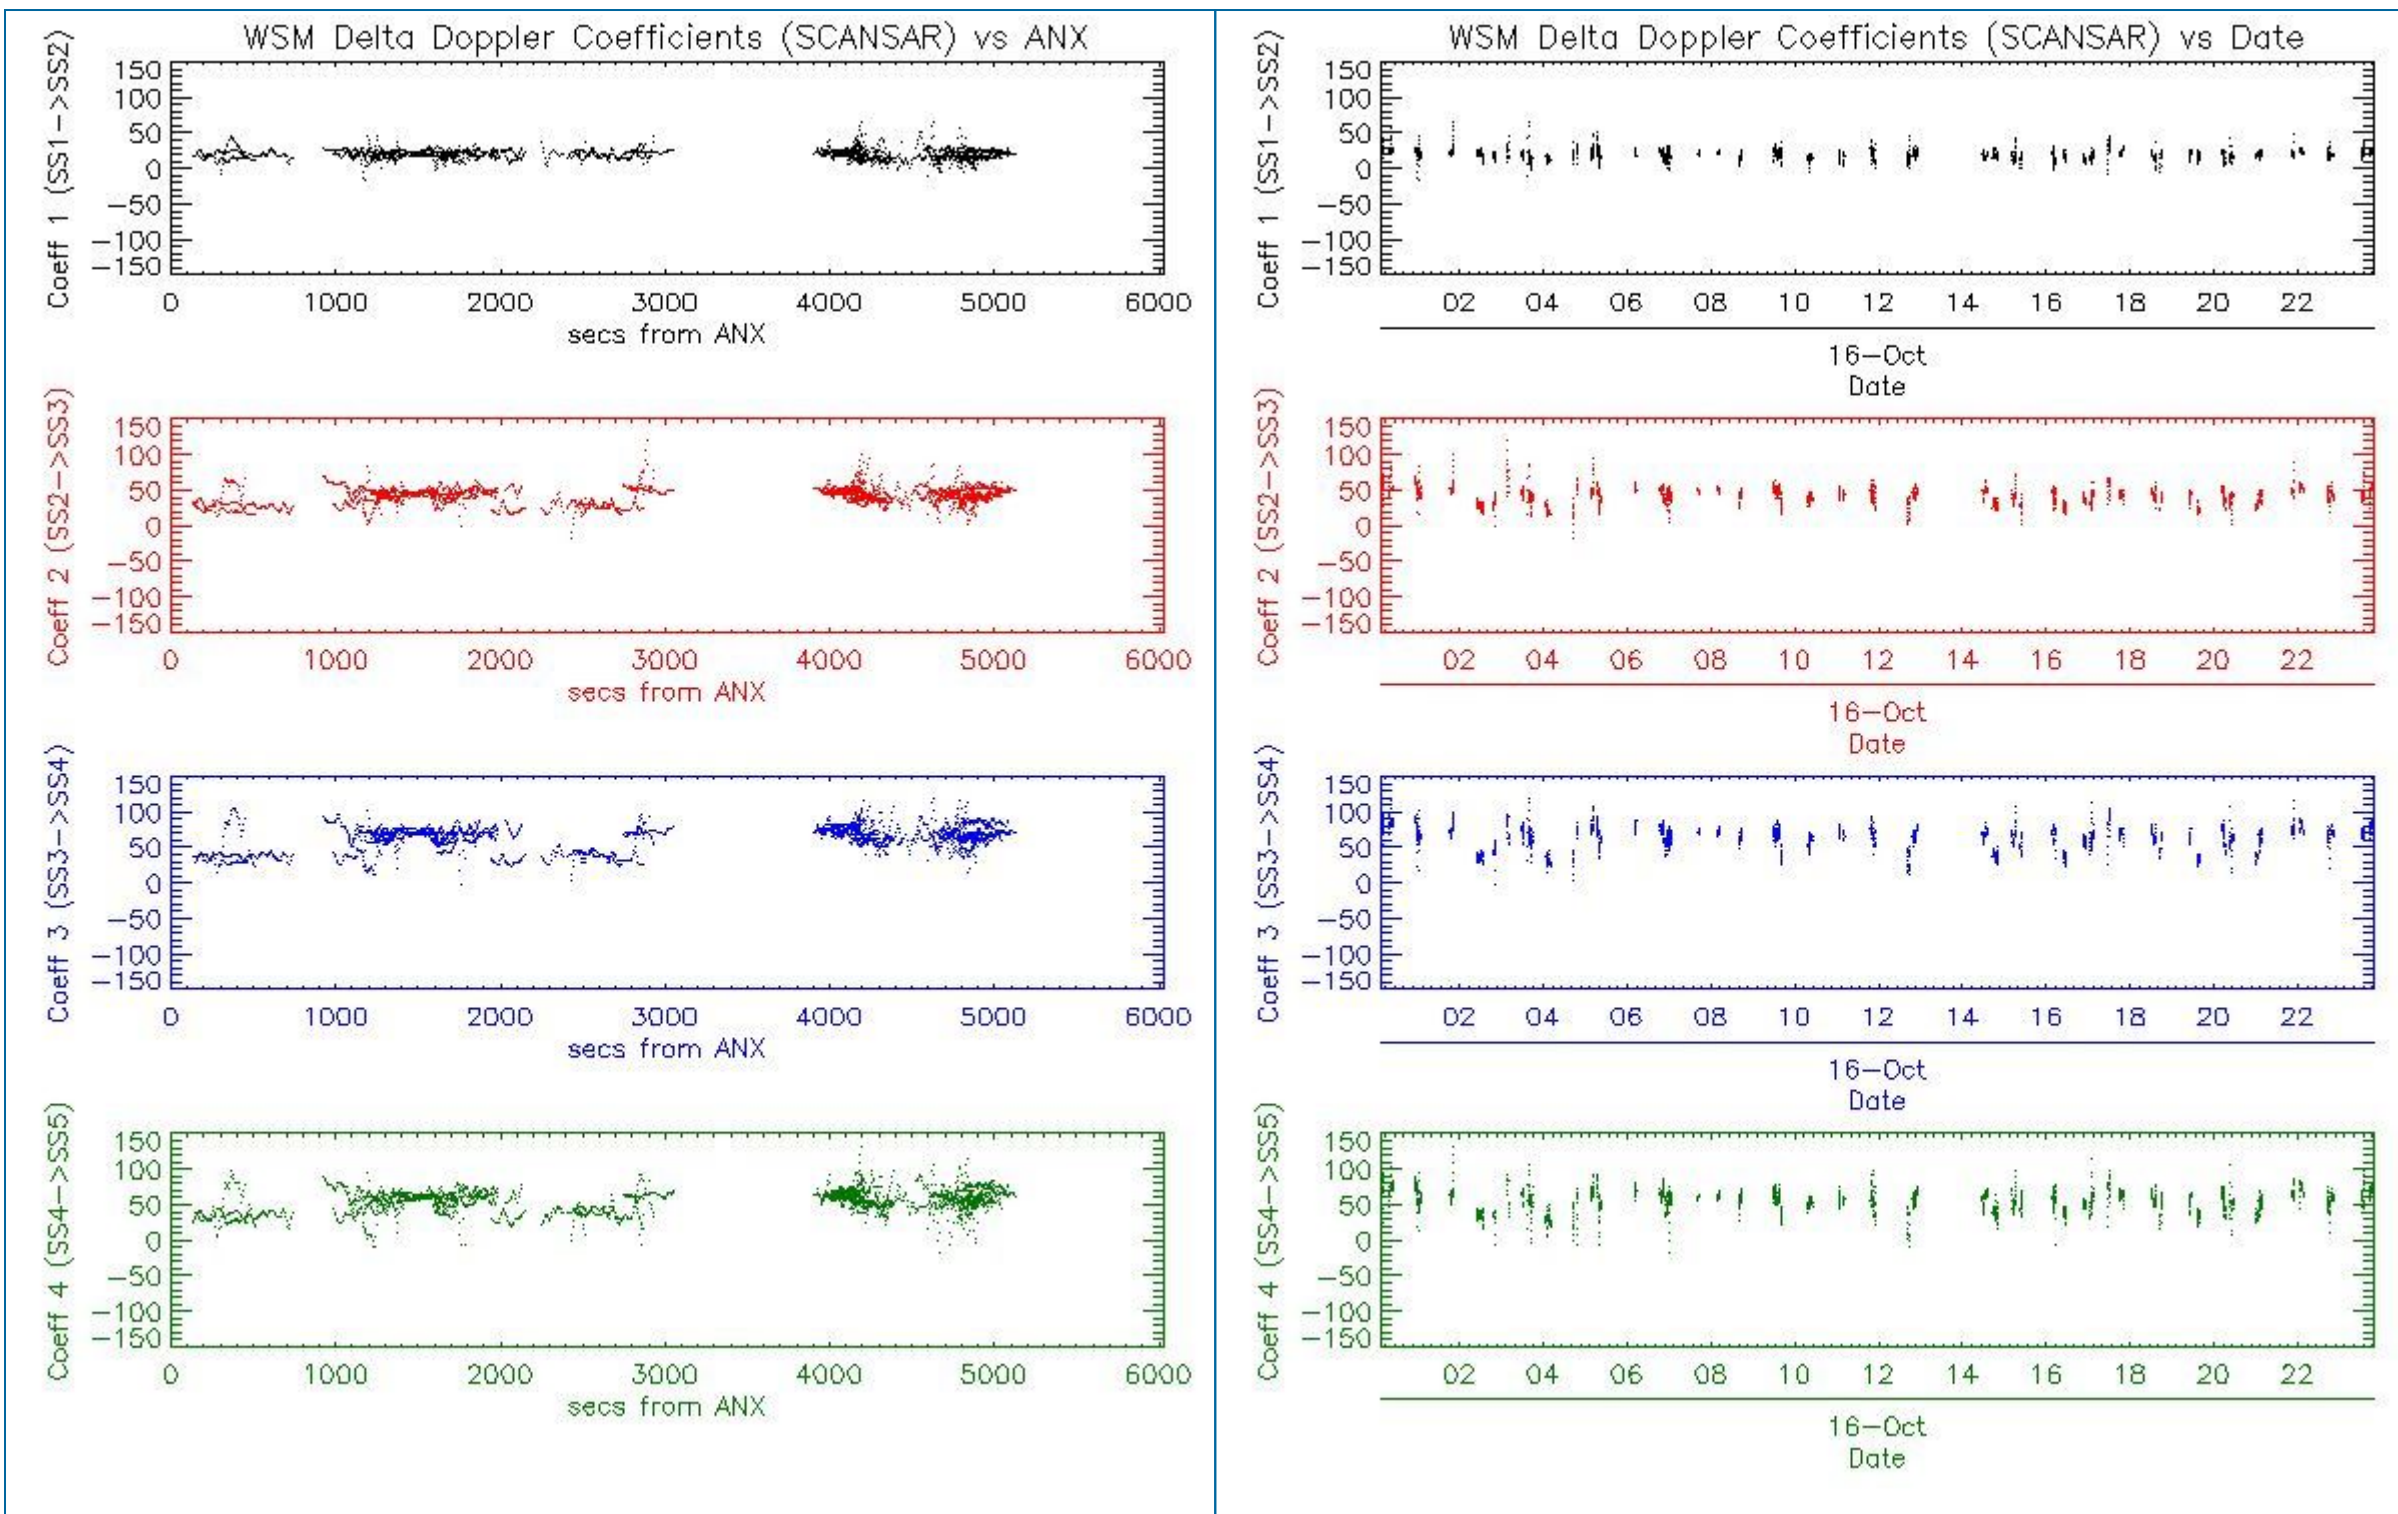 WSM Delta Doppler Coefficients (SCANSAR) vs ANX
Coeff 1 (SS1->SS2)
150
100
50
0
-50
-100
-150
0 1000 2000 3000 4000 5000 6000
secs from ANX
Coeff 2 (SS2->SS3)
150
100
50
0
-50
-100
-150
0 1000 2000 3000 4000 5000 6000
secs from ANX
Coeff 3 (SS3->SS4)
150
100
50
0
-50
-100
-150
0 1000 2000 3000 4000 5000 6000
secs from ANX
Coeff 4 (SS4->SS5)
150
100
50
0
-50
-100
-150
0 1000 2000 3000 4000 5000 6000
secs from ANX
WSM Delta Doppler Coefficients (SCANSAR) vs Date
Coeff 1 (SS1->SS2)
150
100
50
0
-50
-100
-150
02 04 06 08 10 12 14 16 18 20 22
16-Oct
Date
Coeff 2 (SS2->SS3)
150
100
50
0
-50
-100
-150
02 04 06 08 10 12 14 16 18 20 22
16-Oct
Date
Coeff 3 (SS3->SS4)
150
100
50
0
-50
-100
-150
02 04 06 08 10 12 14 16 18 20 22
16-Oct
Date
Coeff 4 (SS4->SS5)
150
100
50
0
-50
-100
-150
02 04 06 08 10 12 14 16 18 20 22
16-Oct
Date